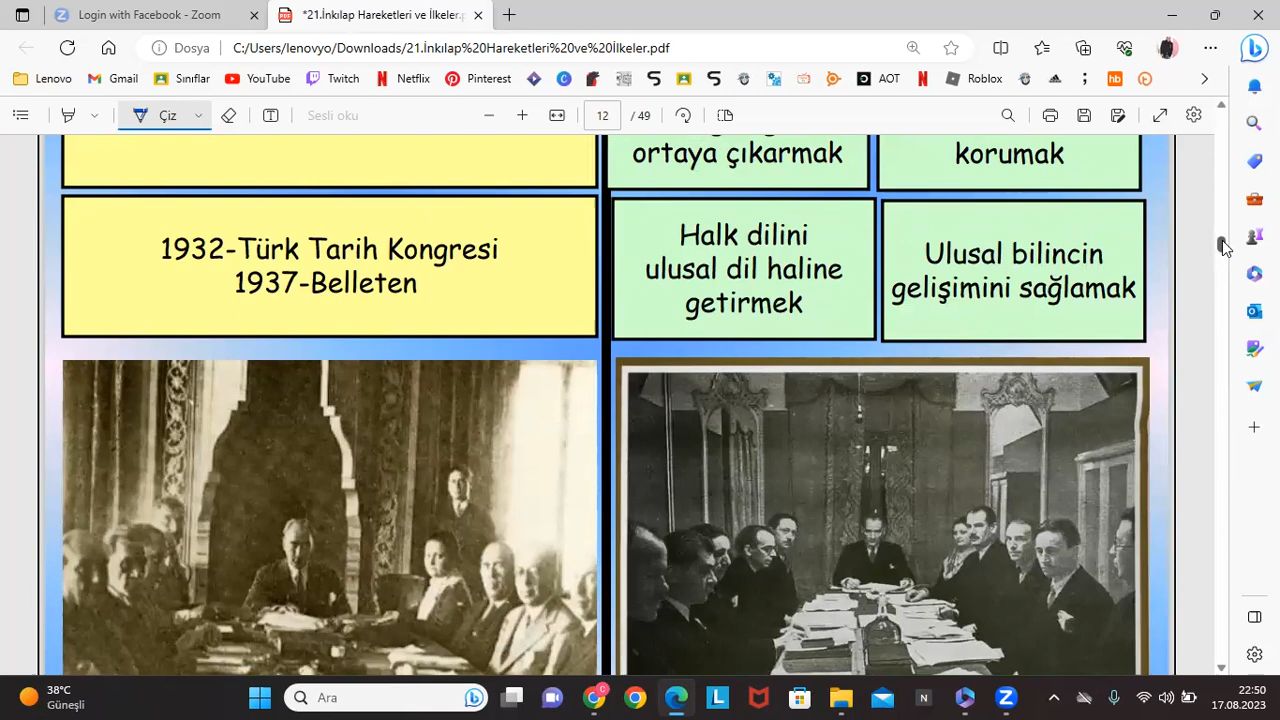 Login with Facebook - Zoom
*21.İnkılap Hareketleri ve İlkeler.p
Dosya
C:/Users/lenovyo/Downloads/21.İnkılap%20Hareketleri%20ve%20İlkeler.pdf
Lenovo
Gmail
Sınıflar
YouTube
Twitch
Netflix
Pinterest
AOT
Roblox
hb
Çiz
Sesli oku
12 / 49
ortaya çıkarmak
korumak
1932-Türk Tarih Kongresi
1937-Belleten
Halk dilini
ulusal dil haline
getirmek
Ulusal bilincin
gelişimini sağlamak
38°C
Güneşli
Ara
22:50
17.08.2023